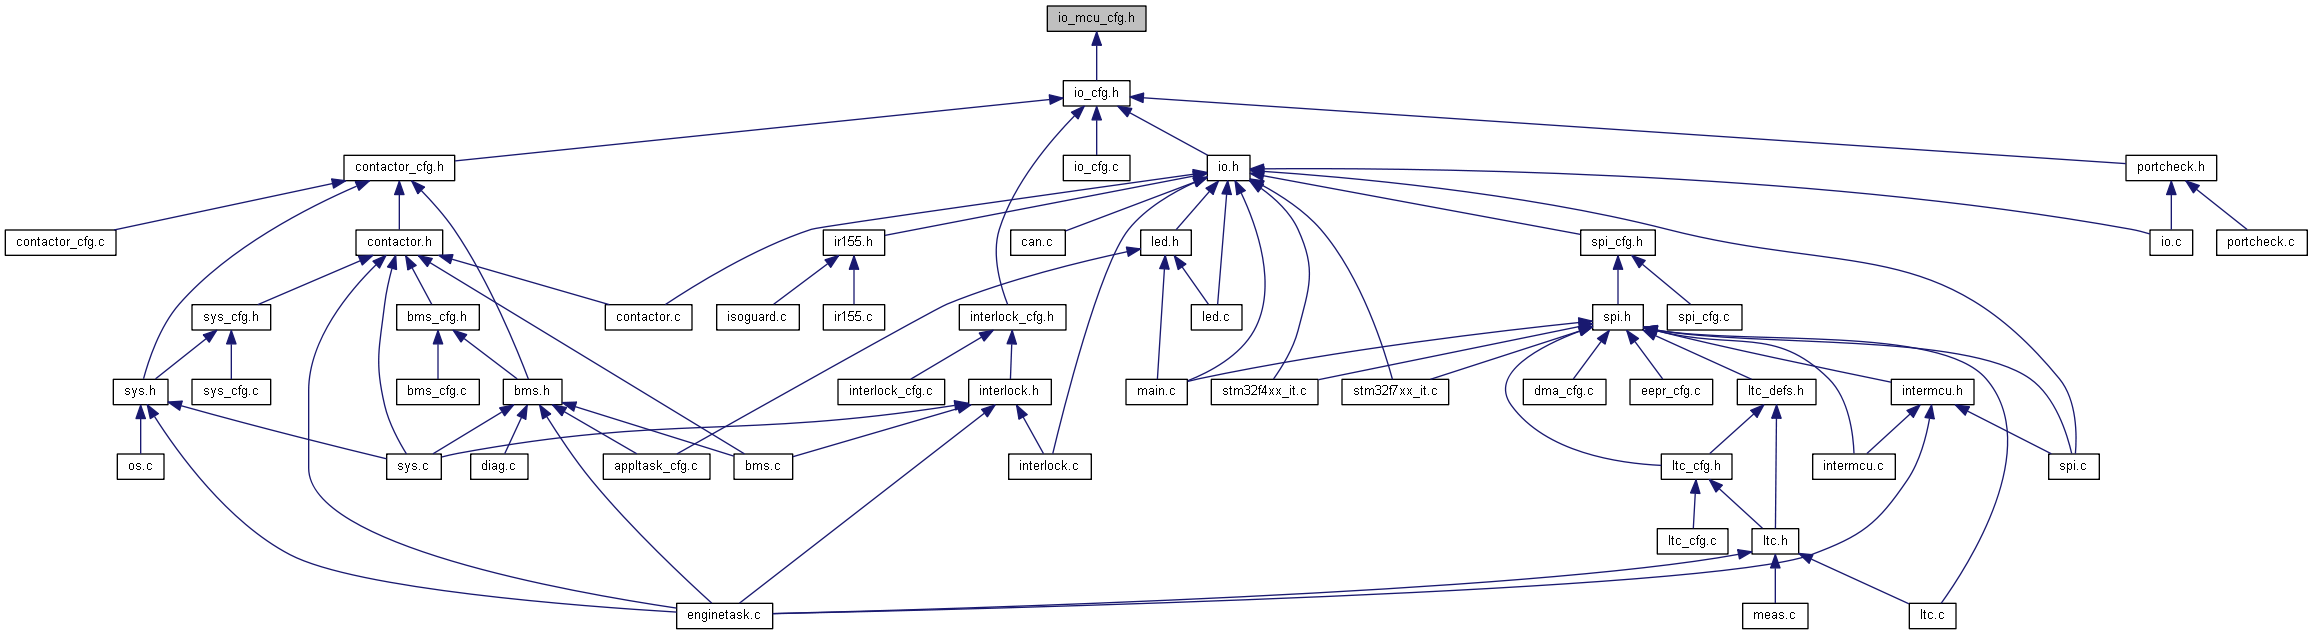 io_mcu_cfg.h
io_cfg.h
contactor_cfg.h
io_cfg.c
io.h
portcheck.h
contactor_cfg.c
contactor.h
ir155.h
can.c
led.h
spi_cfg.h
io.c
portcheck.c
sys_cfg.h
bms_cfg.h
contactor.c
isoguard.c
ir155.c
interlock_cfg.h
led.c
spi.h
spi_cfg.c
sys.h
sys_cfg.c
bms_cfg.c
bms.h
interlock_cfg.c
interlock.h
main.c
stm32f4xx_it.c
stm32f7xx_it.c
dma_cfg.c
eepr_cfg.c
ltc_defs.h
intermcu.h
os.c
sys.c
diag.c
appltask_cfg.c
bms.c
interlock.c
ltc_cfg.h
intermcu.c
spi.c
ltc_cfg.c
ltc.h
enginetask.c
meas.c
ltc.c